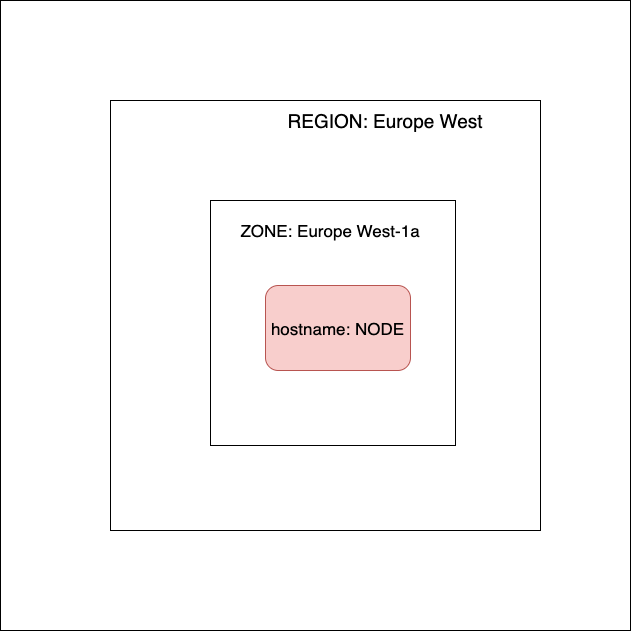 REGION: Europe West
ZONE: Europe West-1a
hostname: NODE